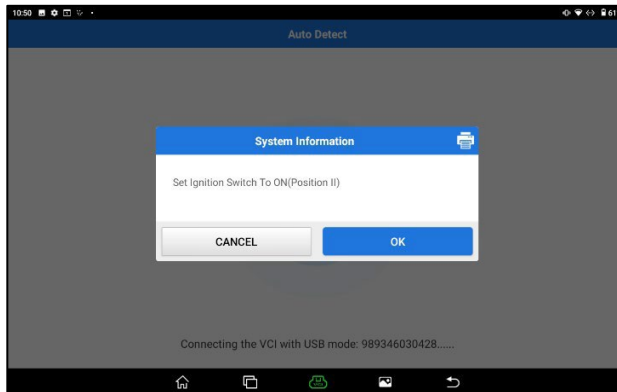 10:50
61
Auto Detect
System Information
Set Ignition Switch To ON(Position II)
CANCEL
OK
Connecting the VCI with USB mode: 989346030428......